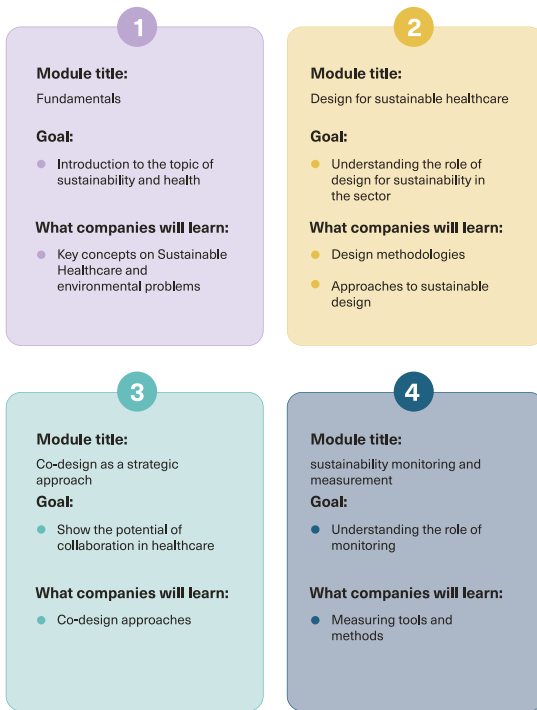 1
Module title:
Fundamentals
Goal:
Introduction to the topic of
sustainability and health
What companies will learn:
Key concepts on Sustainable
Healthcare and
environmental problems
2
Module title:
Design for sustainable healthcare
Goal:
Understanding the role of
design for sustainability in
the sector
What companies will learn:
Design methodologies
Approaches to sustainable
design
3
Module title:
Co-design as a strategic
approach
Goal:
Show the potential of
collaboration in healthcare
What companies will learn:
Co-design approaches
4
Module title:
sustainability monitoring and
measurement
Goal:
Understanding the role of
monitoring
What companies will learn:
Measuring tools and
methods